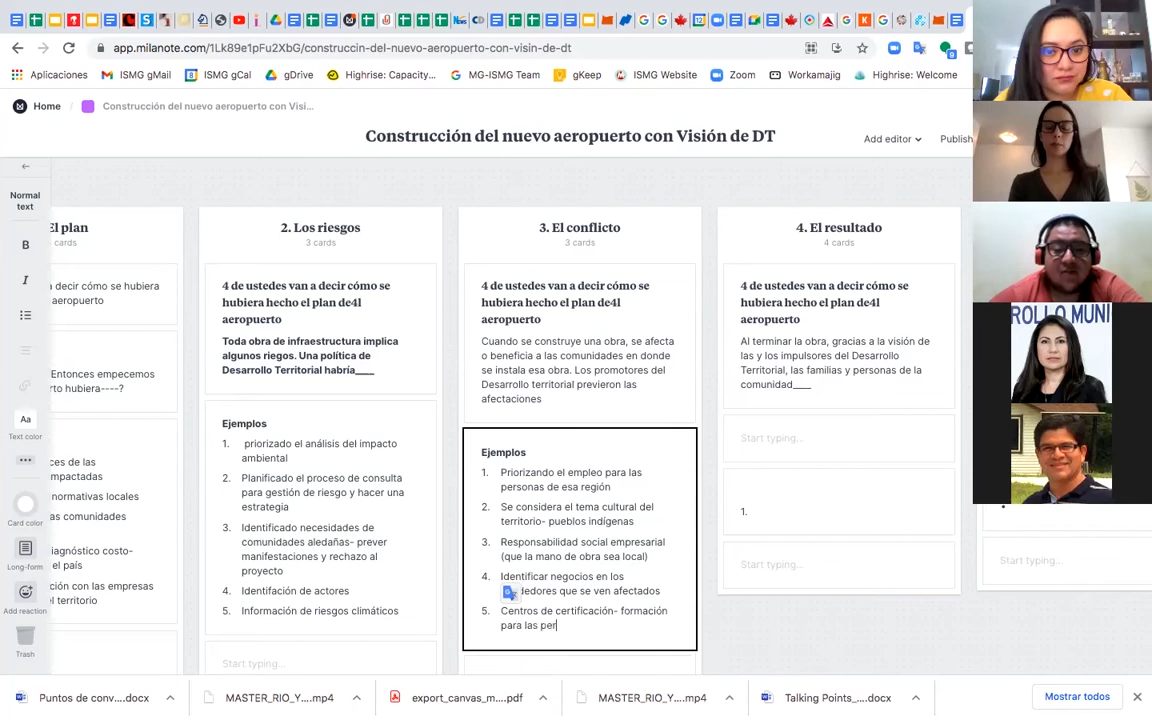 app.milanote.com/1Lk89e1pFu2XbG/construccin-del-nuevo-aeropuerto-con-visin-de-dt
Aplicaciones
ISMG gMail
ISMG gCal
gDrive
Highrise: Capacity...
MG-ISMG Team
gKeep
ISMG Website
Zoom
Workamajig
Highrise: Welcome
Home / Construcción del nuevo aeropuerto con Visi...
Construcción del nuevo aeropuerto con Visión de DT
Add editor
Publish
Normal text
B
I
Aa
Text color
Card color
Long-form
Add reaction
Trash
El plan
cards
a decir cómo se hubiera
aeropuerto
Entonces empecemos
rto hubiera----?
ces de las
mpactadas
normativas locales
as comunidades
iagnóstico costo-
el país
ción con las empresas
l territorio
2. Los riesgos
3 cards
4 de ustedes van a decir cómo se
hubiera hecho el plan de4l
aeropuerto
Toda obra de infraestructura implica
algunos riegos. Una política de
Desarrollo Territorial habría____
Ejemplos
1. priorizado el análisis del impacto
ambiental
2. Planificado el proceso de consulta
para gestión de riesgo y hacer una
estrategia
3. Identificado necesidades de
comunidades aledañas- prever
manifestaciones y rechazo al
proyecto
4. Identifación de actores
5. Información de riesgos climáticos
Start typing...
3. El conflicto
3 cards
4 de ustedes van a decir cómo se
hubiera hecho el plan de4l
aeropuerto
Cuando se construye una obra, se afecta
o beneficia a las comunidades en donde
se instala esa obra. Los promotores del
Desarrollo territorial previeron las
afectaciones
Ejemplos
1. Priorizando el empleo para las
personas de esa región
2. Se considera el tema cultural del
territorio- pueblos indígenas
3. Responsabilidad social empresarial
(que la mano de obra sea local)
4. Identificar negocios en los
dedores que se ven afectados
5. Centros de certificación- formación
para las per
4. El resultado
4 cards
4 de ustedes van a decir cómo se
hubiera hecho el plan de4l
aeropuerto
Al terminar la obra, gracias a la visión de
las y los impulsores del Desarrollo
Territorial, las familias y personas de la
comunidad____
Start typing...
1.
Start typing...
Start typing...
ROLLO MUNI
Puntos de conv....docx
MASTER_RIO_Y....mp4
export_canvas_m....pdf
MASTER_RIO_Y....mp4
Talking Points_....docx
Mostrar todos